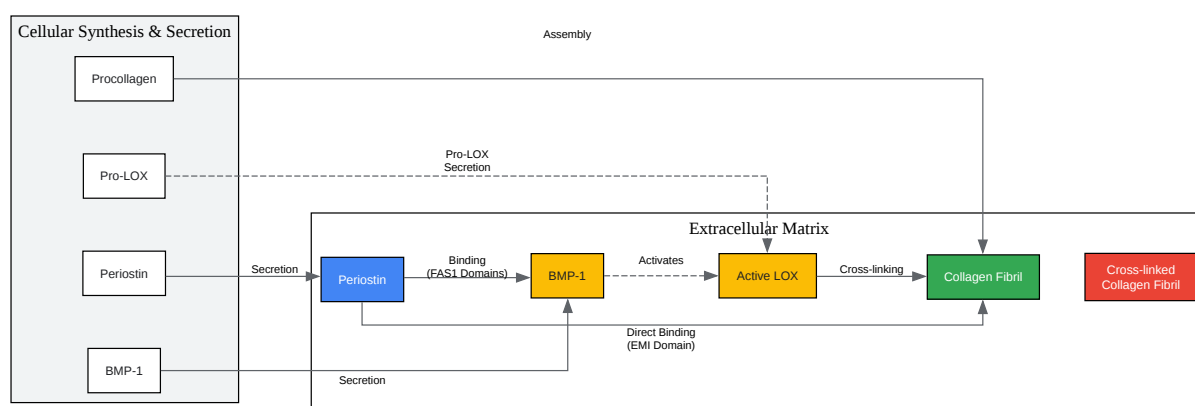 Cellular Synthesis & Secretion
Assembly
Procollagen
Pro-LOX
Pro-LOX
Secretion
Extracellular Matrix
Periostin
Secretion
Periostin
Binding
(FAS1 Domains)
BMP-1
Activates
Active LOX
Cross-linking
Collagen Fibril
Cross-linked
Collagen Fibril
Direct Binding
(EMI Domain)
BMP-1
Secretion